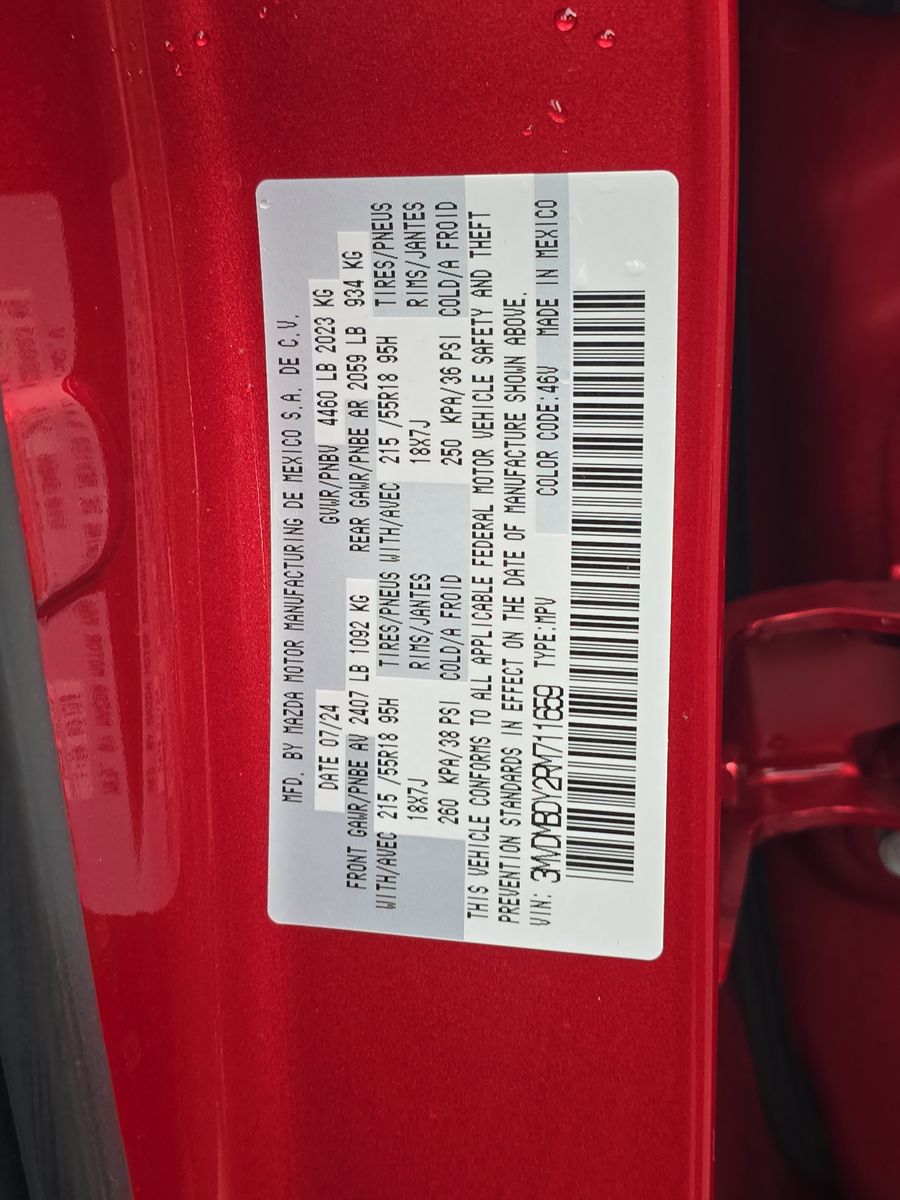 MFD. BY MAZDA MOTOR MANUFACTURING DE MEXICO S.A. DE C.V.
DATE 07/24 GVWR/PNBV 4460 LB 2023 KG
FRONT GAWR/PNBE AV 2407 LB 1092 KG REAR GAWR/PNBE AR 2059 LB 934 KG
WITH/AVEC 215 /55R18 95H TIRES/PNEUS WITH/AVEC 215 /55R18 95H TIRES/PNEUS
18X7J RIMS/JANTES 18X7J RIMS/JANTES
260 KPA/38 PSI COLD/A FROID 250 KPA/36 PSI COLD/A FROID
THIS VEHICLE CONFORMS TO ALL APPLICABLE FEDERAL MOTOR VEHICLE SAFETY AND THEFT
PREVENTION STANDARDS IN EFFECT ON THE DATE OF MANUFACTURE SHOWN ABOVE.
VIN: 3MVDMBDY2RM711659 TYPE:MPV COLOR CODE:46V MADE IN MEXICO